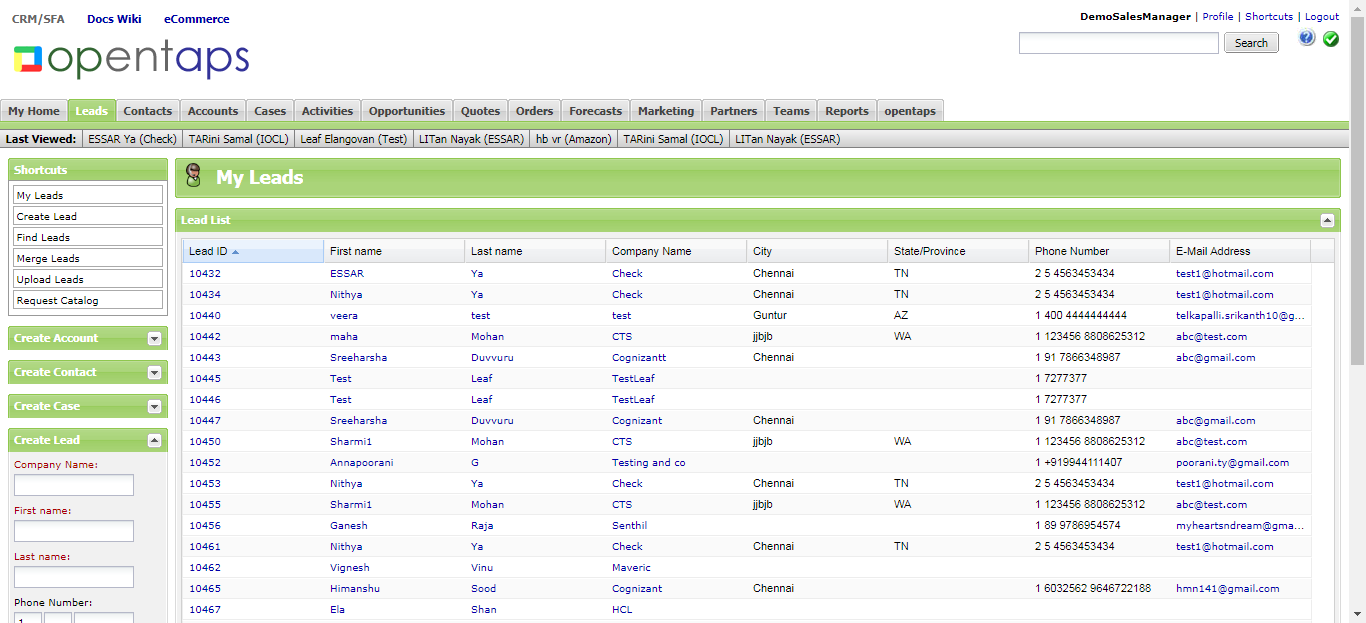 CRM/SFA Docs Wiki eCommerce
DemoSalesManager | Profile | Shortcuts | Logout
opentaps
Search
My Home Leads Contacts Accounts Cases Activities Opportunities Quotes Orders Forecasts Marketing Partners Teams Reports opentaps
Last Viewed: ESSAR Ya (Check) TARini Samal (IOCL) Leaf Elangovan (Test) LITan Nayak (ESSAR) hb vr (Amazon) TARini Samal (IOCL) LITan Nayak (ESSAR)
Shortcuts
My Leads
Create Lead
Find Leads
Merge Leads
Upload Leads
Request Catalog
Create Account
Create Contact
Create Case
Create Lead
Company Name:
First name:
Last name:
Phone Number:
1
My Leads
Lead List
Lead ID First name Last name Company Name City State/Province Phone Number E-Mail Address
10432 ESSAR Ya Check Chennai TN 2 5 4563453434 test1@hotmail.com
10434 Nithya Ya Check Chennai TN 2 5 4563453434 test1@hotmail.com
10440 veera test test Guntur AZ 1 400 4444444444 telkapalli.srikanth10@g...
10442 maha Mohan CTS jjbjb WA 1 123456 8808625312 abc@test.com
10443 Sreeharsha Duvvuru Cognizantt Chennai 1 91 7866348987 abc@gmail.com
10445 Test Leaf TestLeaf 1 7277377
10446 Test Leaf TestLeaf 1 7277377
10447 Sreeharsha Duvvuru Cognizant Chennai 1 91 7866348987 abc@gmail.com
10450 Sharmi1 Mohan CTS jjbjb WA 1 123456 8808625312 abc@test.com
10452 Annapoorani G Testing and co 1 +919944111407 poorani.ty@gmail.com
10453 Nithya Ya Check Chennai TN 2 5 4563453434 test1@hotmail.com
10455 Sharmi1 Mohan CTS jjbjb WA 1 123456 8808625312 abc@test.com
10456 Ganesh Raja Senthil 1 89 9786954574 myheartsndream@gma...
10461 Nithya Ya Check Chennai TN 2 5 4563453434 test1@hotmail.com
10462 Vignesh Vinu Maveric
10465 Himanshu Sood Cognizant Chennai 1 6032562 9646722188 hmn141@gmail.com
10467 Ela Shan HCL